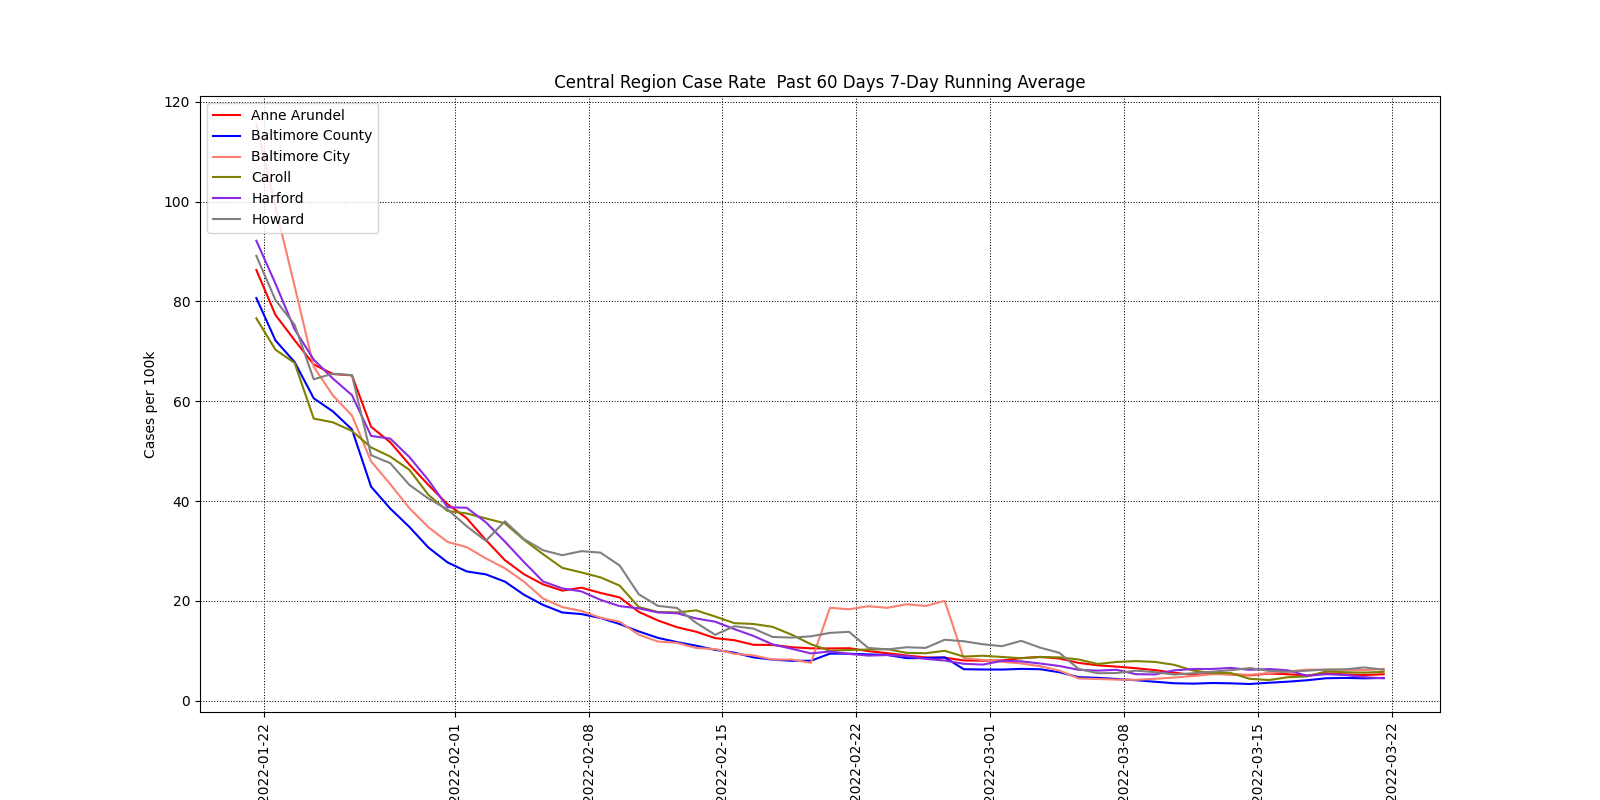 Central Region Case Rate  Past 60 Days 7-Day Running Average
120
100
80
60
40
20
0
Cases per 100k
Anne Arundel
Baltimore County
Baltimore City
Caroll
Harford
Howard
2022-01-22
2022-02-01
2022-02-08
2022-02-15
2022-02-22
2022-03-01
2022-03-08
2022-03-15
2022-03-22